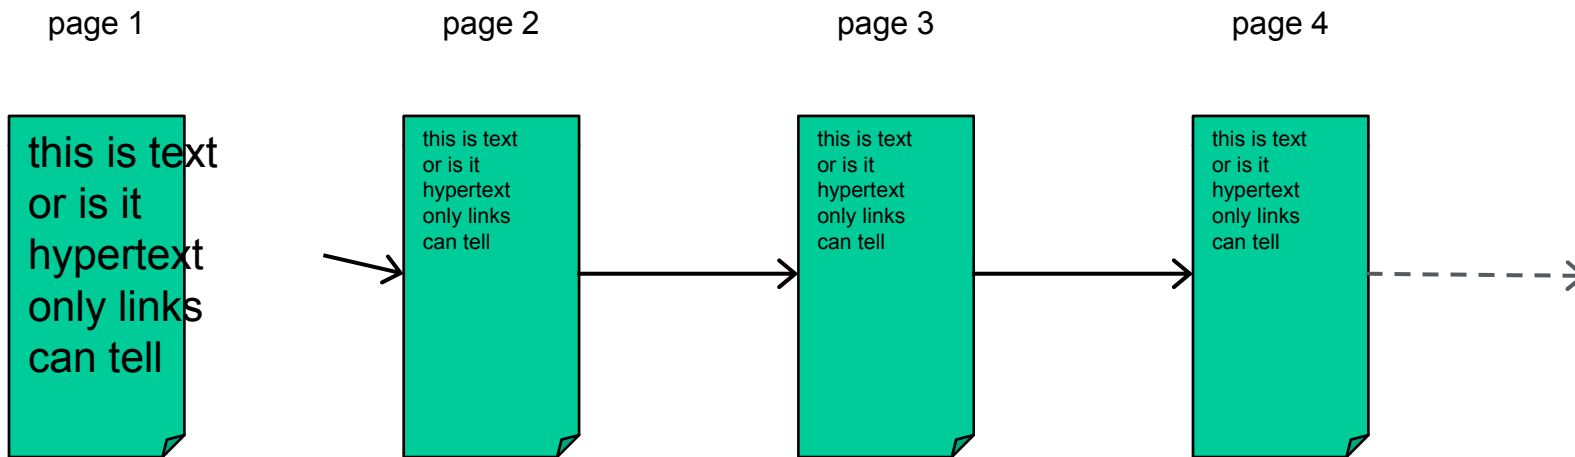 page 1
page 2
page 3
page 4
this is text
or is it
hypertext
only links
can tell
this is text
or is it
hypertext
only links
can tell
this is text
or is it
hypertext
only links
can tell
this is text
or is it
hypertext
only links
can tell